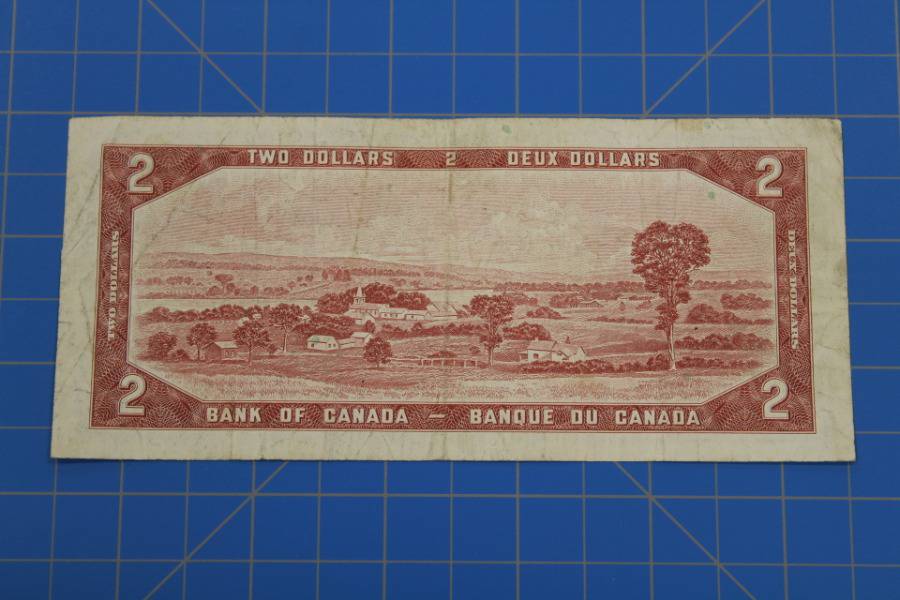 2 TWO DOLLARS 2 DEUX DOLLARS 2
TWO DOLLARS
DEUX DOLLARS
2 BANK OF CANADA — BANQUE DU CANADA 2